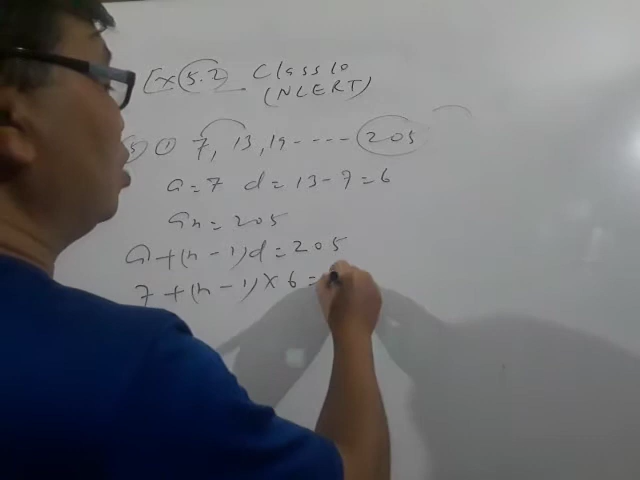 Ex 5.2 Class 10
(NCERT)
5) ① 7, 13, 19 ---- 205
a = 7 d = 13 - 7 = 6
an = 205
a + (n - 1)d = 205
7 + (n - 1) × 6 =